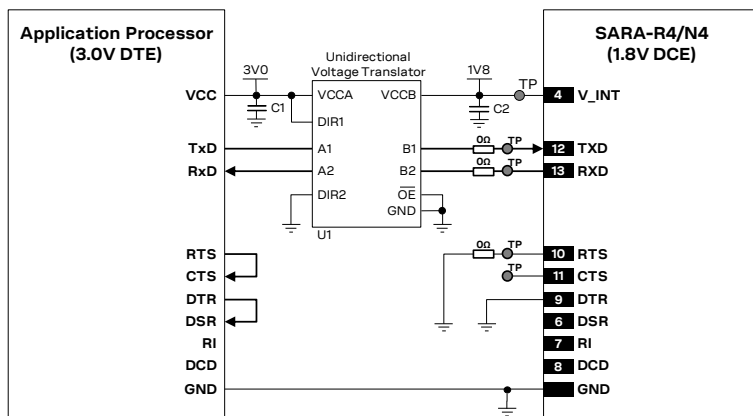 Application Processor
(3.0V DTE)
SARA-R4/N4
(1.8V DCE)
Unidirectional
Voltage Translator
3V0
1V8
TP
VCC
C1
VCCA
VCCB
C2
4
V_INT
DIR1
TxD
A1
B1
0Ω
TP
12
TXD
RxD
A2
B2
0Ω
TP
13
RXD
DIR2
OE
GND
U1
RTS
0Ω
TP
10
RTS
CTS
TP
11
CTS
DTR
9
DTR
DSR
6
DSR
RI
7
RI
DCD
8
DCD
GND
GND